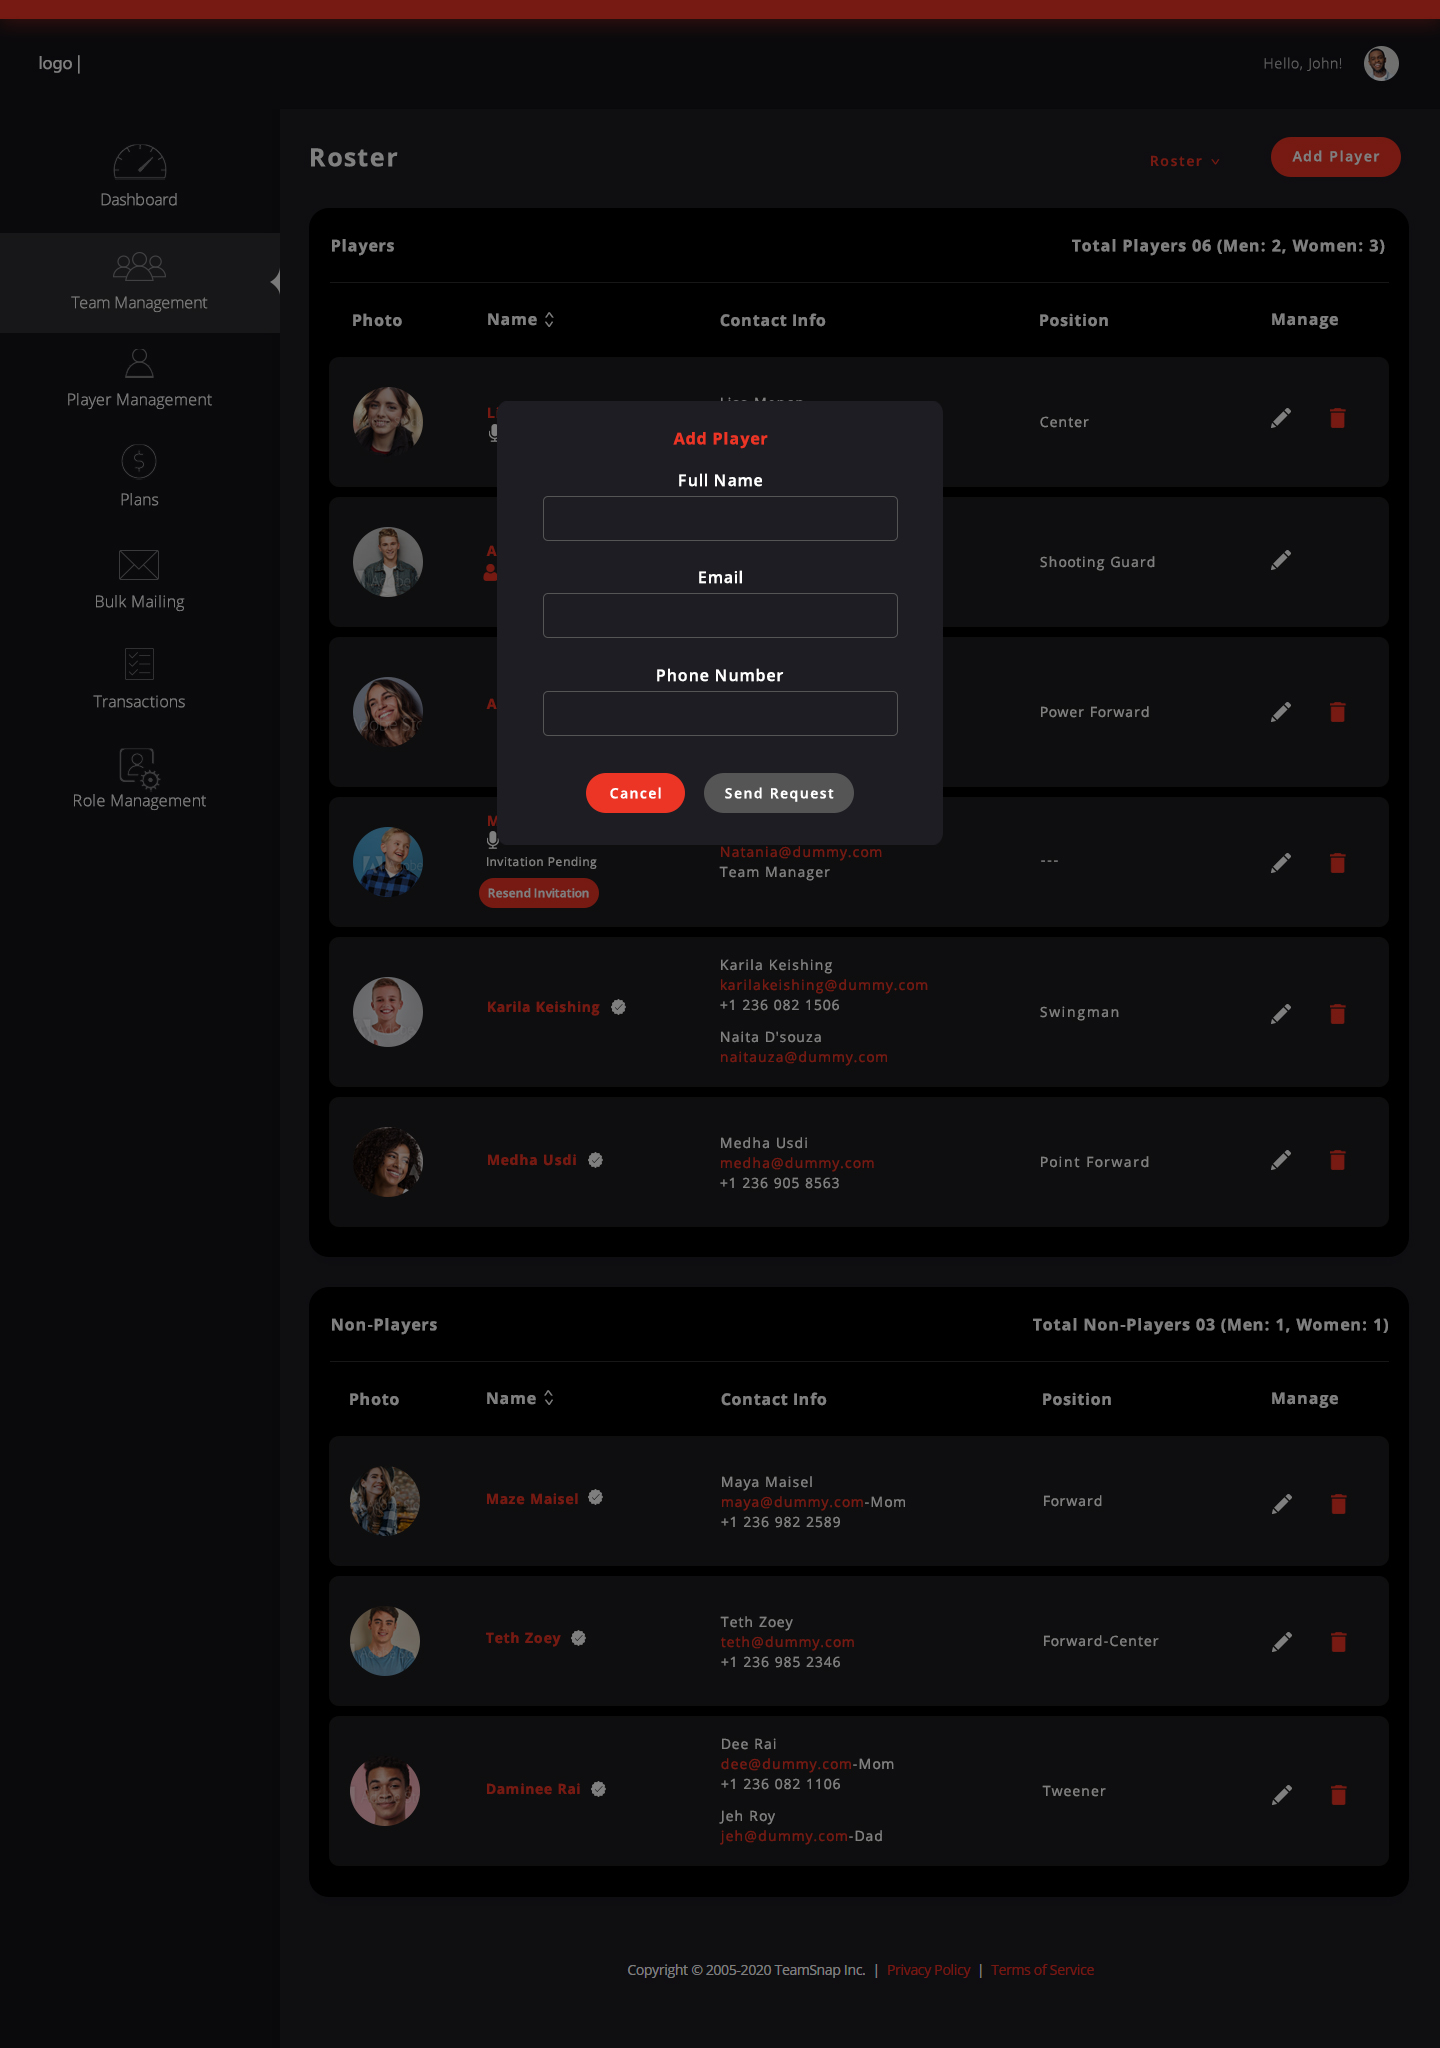 logo |
Hello, John!
Dashboard
Team Management
Player Management
Plans
Bulk Mailing
Transactions
Role Management
Roster
Roster
Add Player
Players
Total Players 06 (Men: 2, Women: 3)
Photo
Name
Contact Info
Position
Manage
Center
Shooting Guard
Power Forward
Add Player
Full Name
Email
Phone Number
Cancel
Send Request
Invitation Pending
Resend Invitation
Natania@dummy.com
Team Manager
---
Karila Keishing
Karila Keishing
karilakeishing@dummy.com
+1 236 082 1506
Naita D'souza
naitauza@dummy.com
Swingman
Medha Usdi
Medha Usdi
medha@dummy.com
+1 236 905 8563
Point Forward
Non-Players
Total Non-Players 03 (Men: 1, Women: 1)
Photo
Name
Contact Info
Position
Manage
Maze Maisel
Maya Maisel
maya@dummy.com-Mom
+1 236 982 2589
Forward
Teth Zoey
Teth Zoey
teth@dummy.com
+1 236 985 2346
Forward-Center
Daminee Rai
Dee Rai
dee@dummy.com-Mom
+1 236 082 1106
Jeh Roy
jeh@dummy.com-Dad
Tweener
Copyright © 2005-2020 TeamSnap Inc. | Privacy Policy | Terms of Service